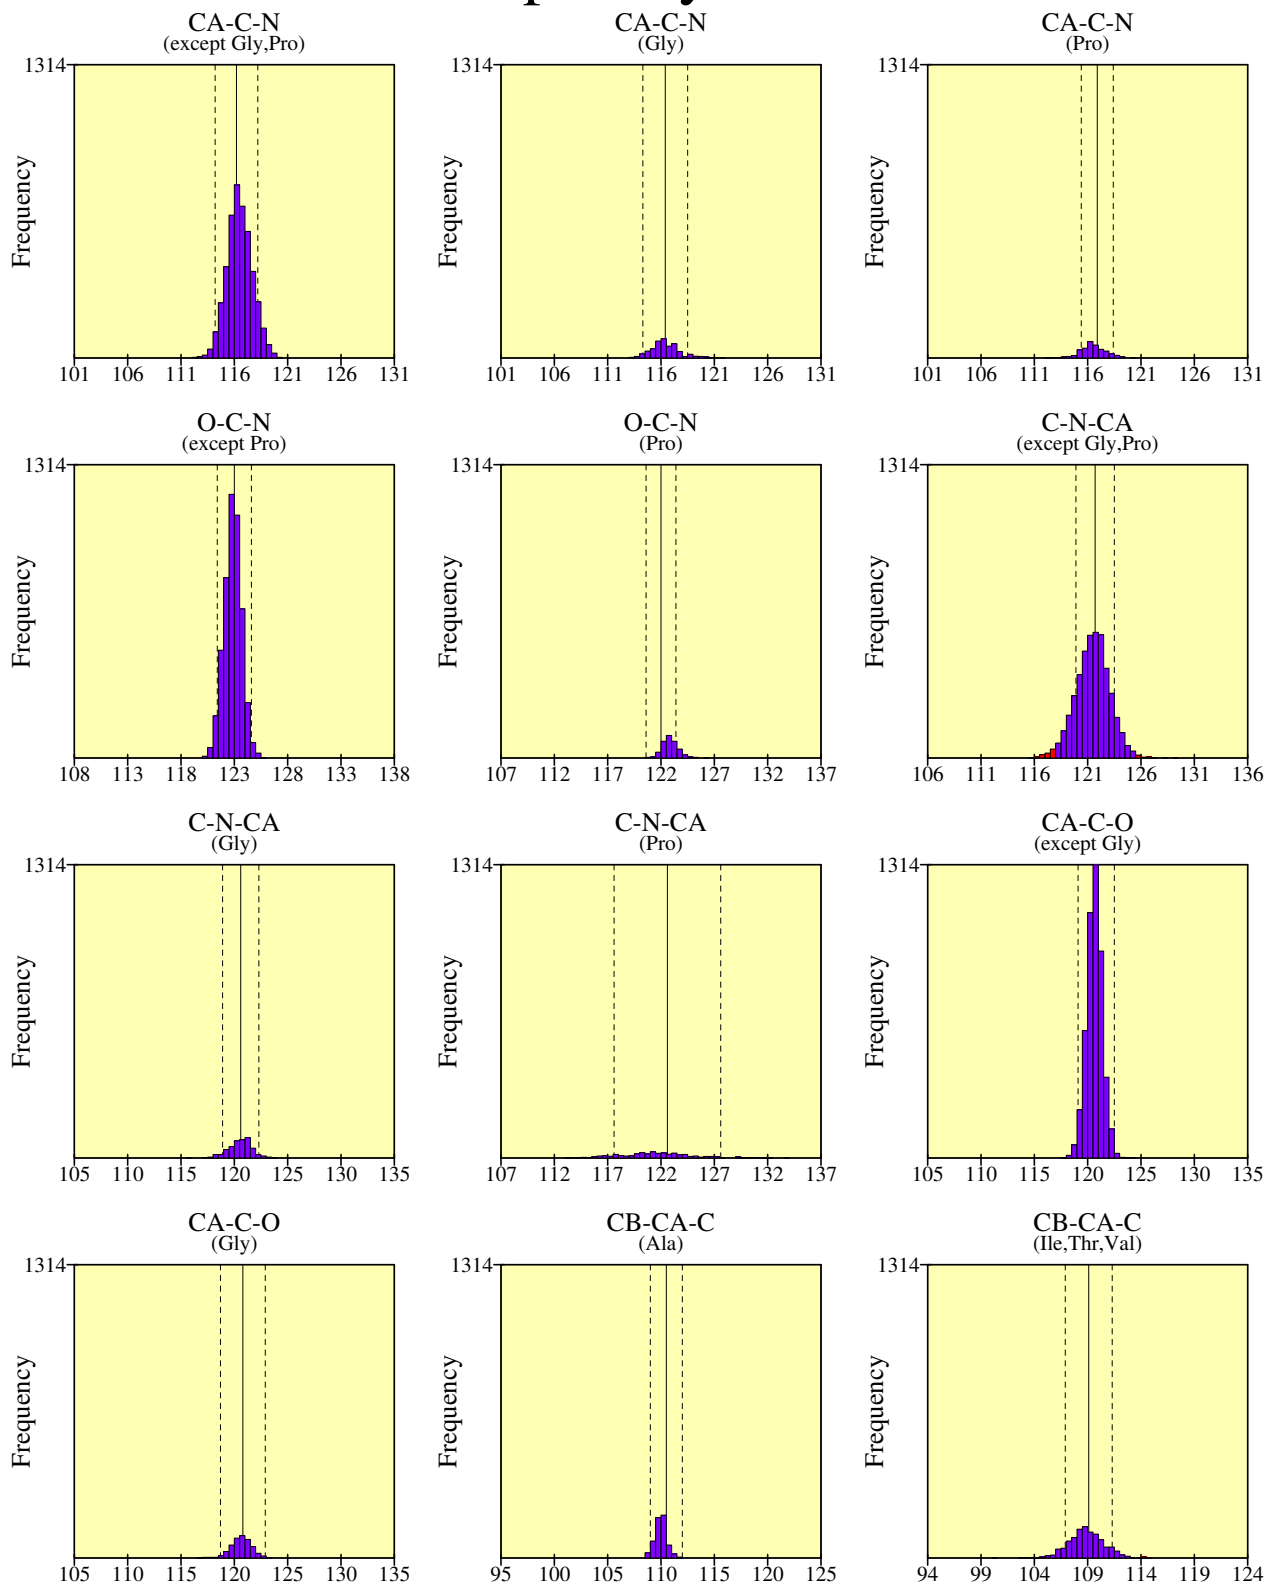 CA-C-N CA-C-N CA-C-N
(except Gly,Pro) (Gly) (Pro)
1314 1314 1314
Frequency Frequency Frequency
101 106 111 116 121 126 131 101 106 111 116 121 126 131 101 106 111 116 121 126 131
O-C-N O-C-N C-N-CA
(except Pro) (Pro) (except Gly,Pro)
1314 1314 1314
Frequency Frequency Frequency
108 113 118 123 128 133 138 107 112 117 122 127 132 137 106 111 116 121 126 131 136
C-N-CA C-N-CA CA-C-O
(Gly) (Pro) (except Gly)
1314 1314 1314
Frequency Frequency Frequency
105 110 115 120 125 130 135 107 112 117 122 127 132 137 105 110 115 120 125 130 135
CA-C-O CB-CA-C CB-CA-C
(Gly) (Ala) (Ile,Thr,Val)
1314 1314 1314
Frequency Frequency Frequency
105 110 115 120 125 130 135 95 100 105 110 115 120 125 94 99 104 109 114 119 124